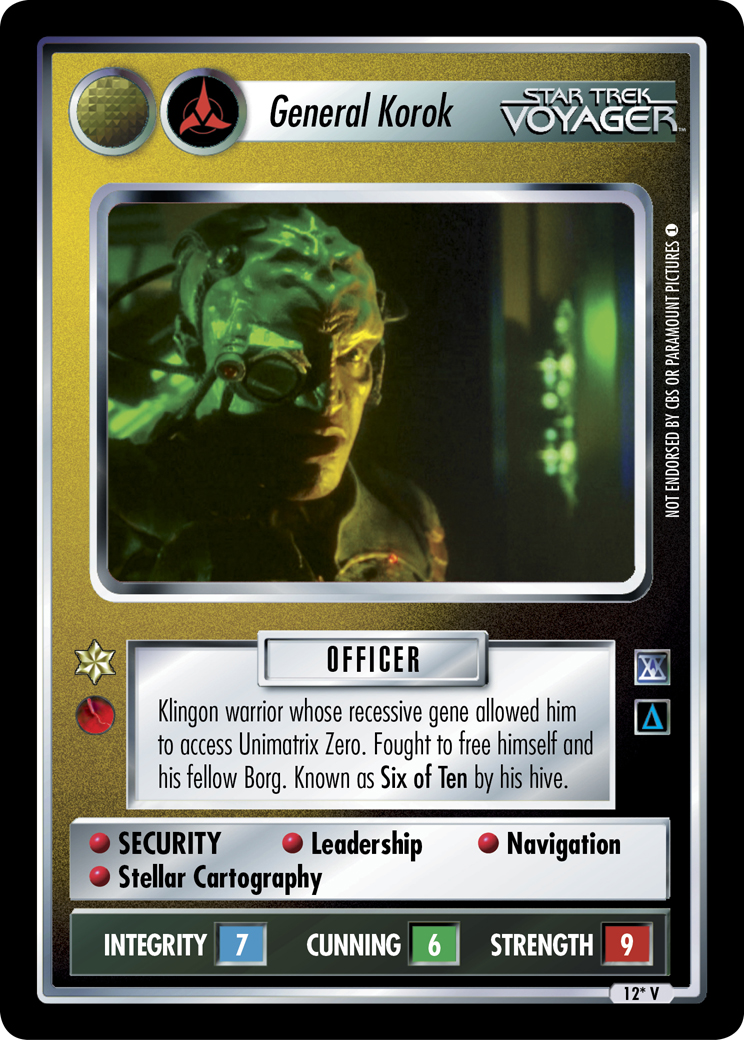 General Korok
STAR TREK
VOYAGER™
NOT ENDORSED BY CBS OR PARAMOUNT PICTURES 1
OFFICER
Klingon warrior whose recessive gene allowed him
to access Unimatrix Zero. Fought to free himself and
his fellow Borg. Known as Six of Ten by his hive.
SECURITY Leadership Navigation
Stellar Cartography
INTEGRITY 7 CUNNING 6 STRENGTH 9
12* V